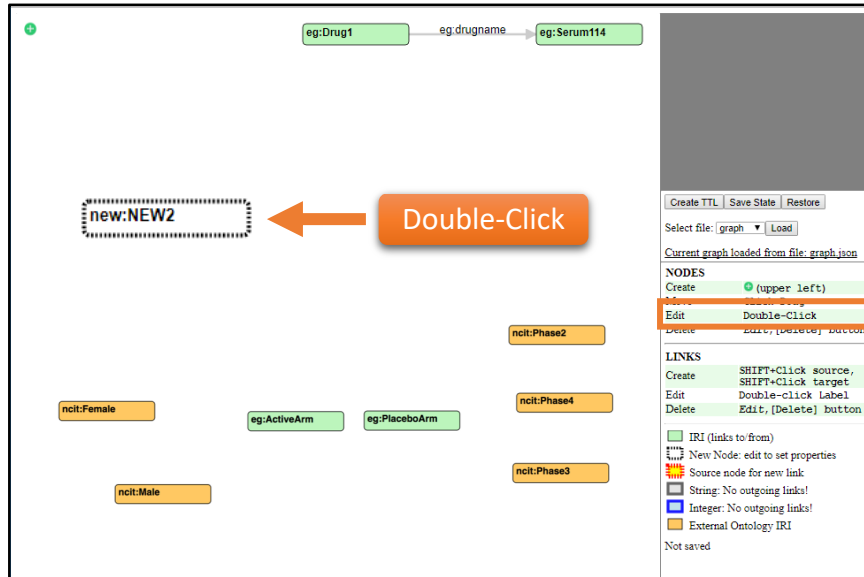 eg:Drug1
eg:drugname
eg:Serum114
new:NEW2
Double-Click
ncit:Phase2
ncit:Female
eg:ActiveArm
eg:PlaceboArm
ncit:Phase4
ncit:Phase3
ncit:Male
Create TTL Save State Restore
Select file: graph Load
Current graph loaded from file: graph.json
NODES
Create (upper left)
Edit Double-Click
Delete Edit, [Delete] button
LINKS
Create SHIFT+Click source,
SHIFT+Click target
Edit Double-click Label
Delete Edit, [Delete] button
IRI (links to/from)
New Node: edit to set properties
Source node for new link
String: No outgoing links!
Integer: No outgoing links!
External Ontology IRI
Not saved